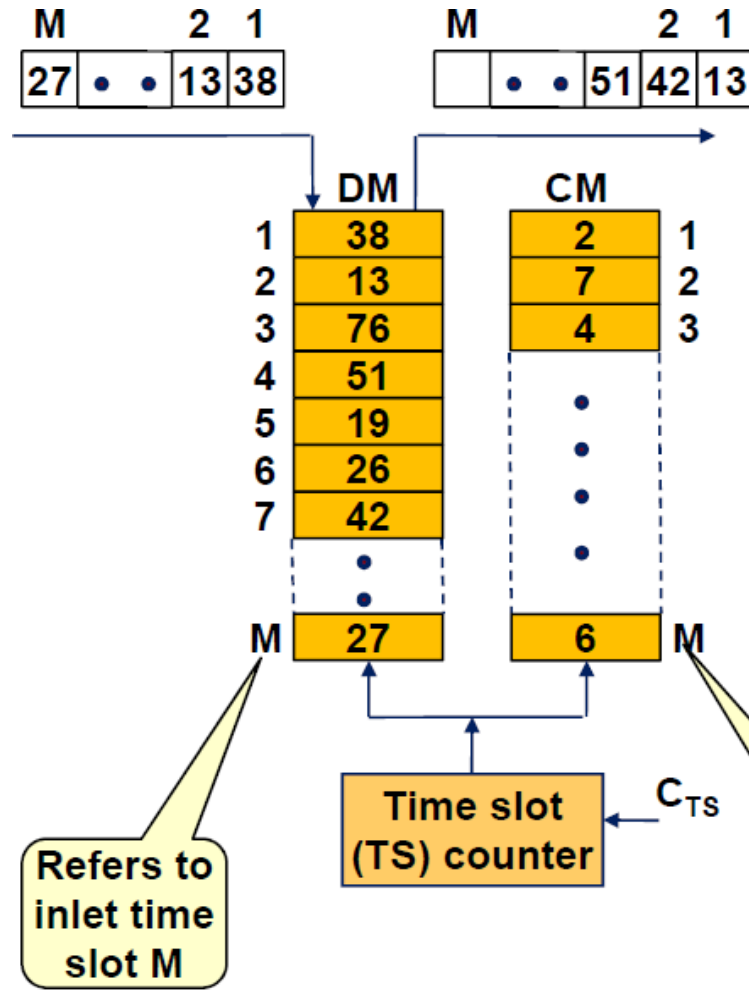 M 2 1 M 2 1
27 13 38 51 42 13
DM CM
1 38 2 1
2 13 7 2
3 76 4 3
4 51
5 19
6 26
7 42
M 27 6 M
Time slot
(TS) counter
C_TS
Refers to
inlet time
slot M